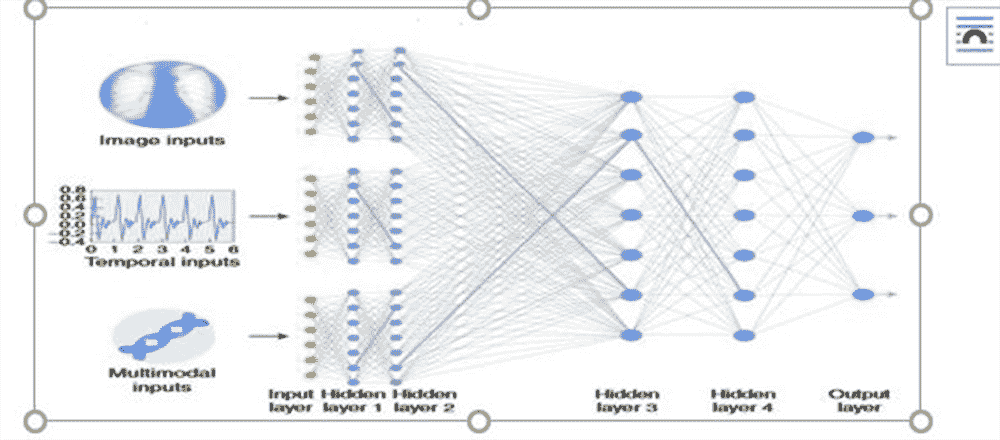 Image inputs
0.8
0.6
0.4
0.2
0.0
0.2
0.4
0 1 2 3 4 5 6
Temporal inputs
Multimodal
inputs
Input Hidden Hidden
layer layer 1 layer 2
Hidden
layer 3
Hidden
layer 4
Output
layer